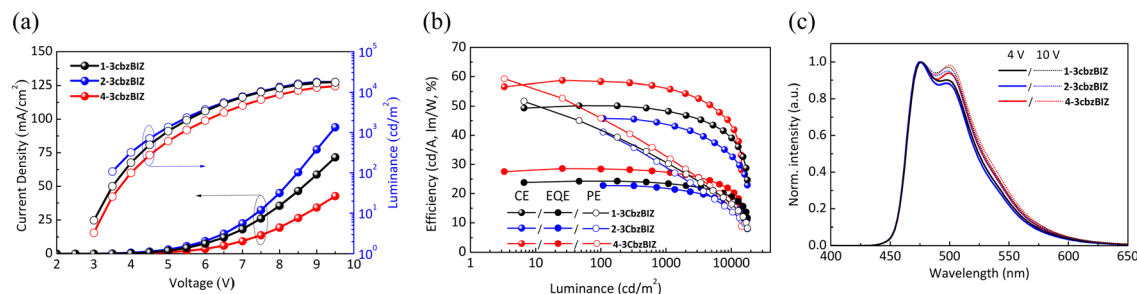 (a)
150
125
100
75
50
25
0
Current Density (mA/cm²)
1-3cbzBIZ
2-3cbzBIZ
4-3cbzBIZ
10⁵
10⁴
10³
10²
10¹
10⁰
Luminance (cd/m²)
2 3 4 5 6 7 8 9 10
Voltage (V)
(b)
70
60
50
40
30
20
10
0
Efficiency (cd/A, lm/W, %)
CE EQE PE
/ / 1-3CbzBIZ
/ / 2-3CbzBIZ
/ / 4-3CbzBIZ
1 10 100 1000 10000
Luminance (cd/m²)
(c)
1.0
0.8
0.6
0.4
0.2
0.0
Norm. intensity (a.u.)
4 V 10 V
/ 1-3cbzBIZ
/ 2-3cbzBIZ
/ 4-3cbzBIZ
400 450 500 550 600 650
Wavelength (nm)